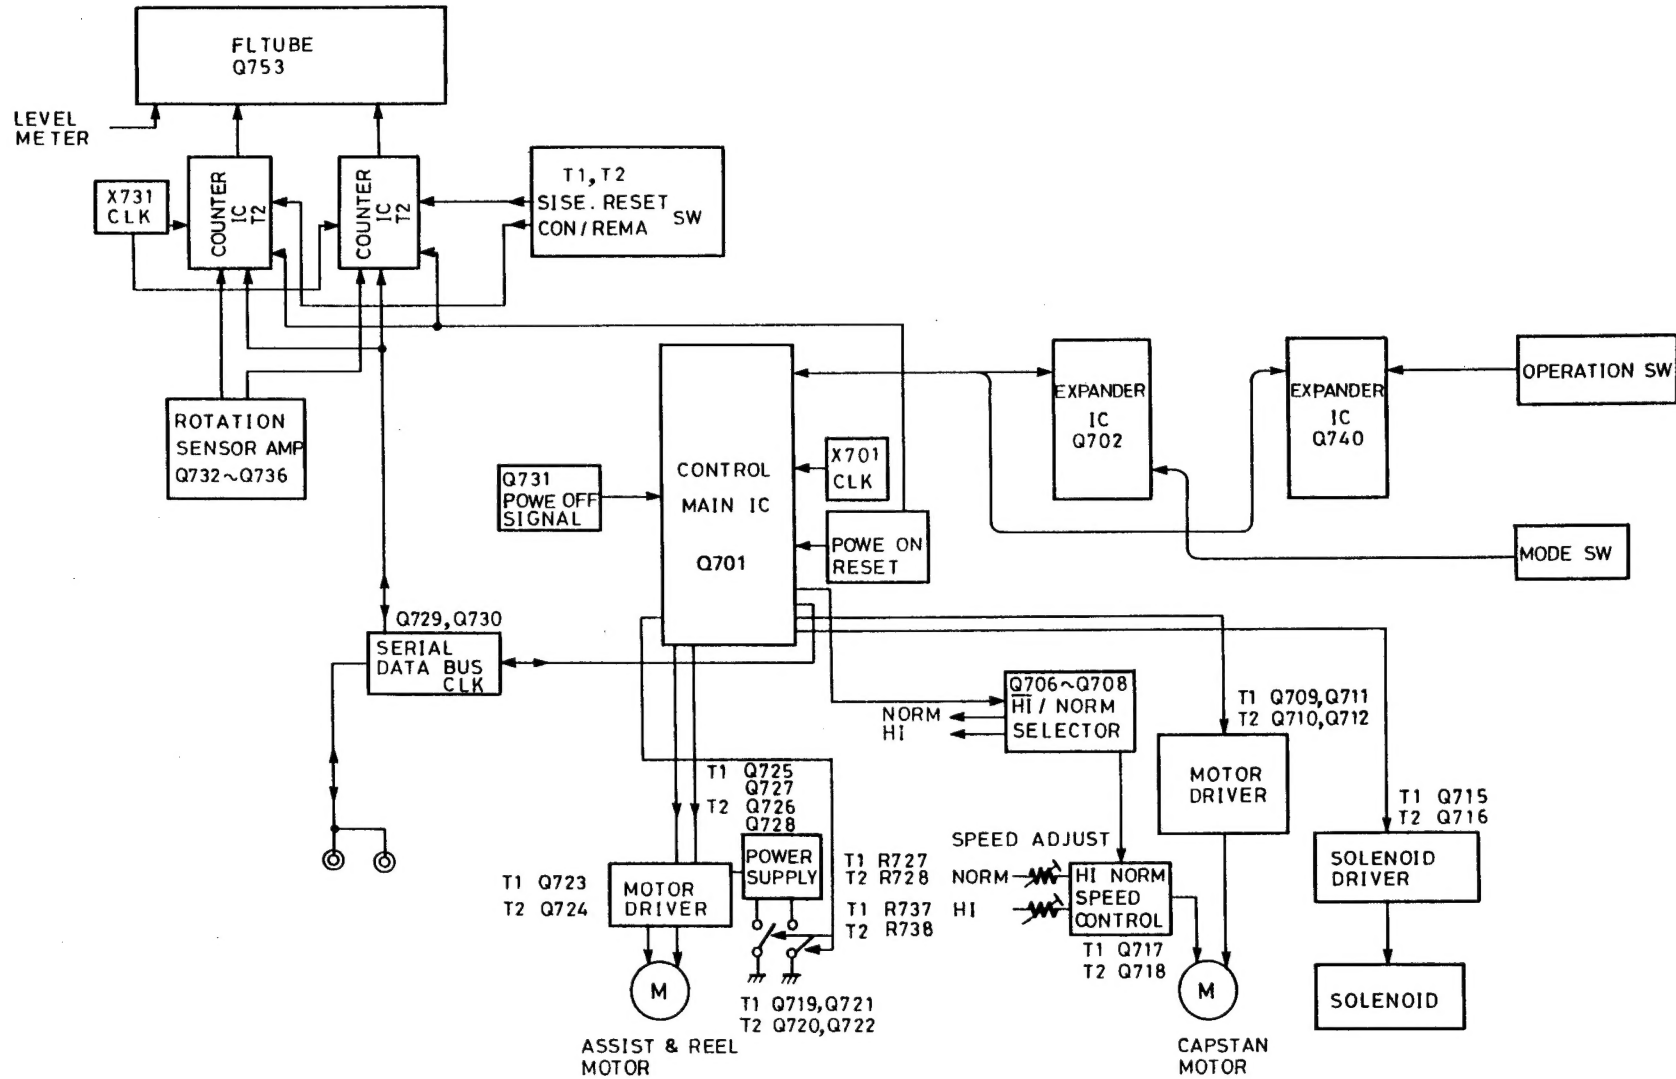 FL TUBE
Q753
LEVEL
METER
X731
CLK
COUNTER
IC
T2
COUNTER
IC
T2
T1, T2
SISE. RESET
CON/REMA
SW
ROTATION
SENSOR AMP
Q732~Q736
Q731
POWE OFF
SIGNAL
CONTROL
MAIN IC
Q701
X701
CLK
POWE ON
RESET
EXPANDER
IC
Q702
EXPANDER
IC
Q740
OPERATION SW
MODE SW
Q729, Q730
SERIAL
DATA BUS
CLK
Q706~Q708
HI / NORM
SELECTOR
NORM
HI
T1 Q709, Q711
T2 Q710, Q712
MOTOR
DRIVER
T1 Q715
T2 Q716
SOLENOID
DRIVER
SOLENOID
T1 Q725
Q727
T2 Q726
Q728
POWER
SUPPLY
T1 Q723
T2 Q724
MOTOR
DRIVER
M
ASSIST & REEL
MOTOR
T1 Q719, Q721
T2 Q720, Q722
SPEED ADJUST
T1 R727
T2 R728
NORM
T1 R737
T2 R738
HI
HI NORM
SPEED
CONTROL
T1 Q717
T2 Q718
M
CAPSTAN
MOTOR